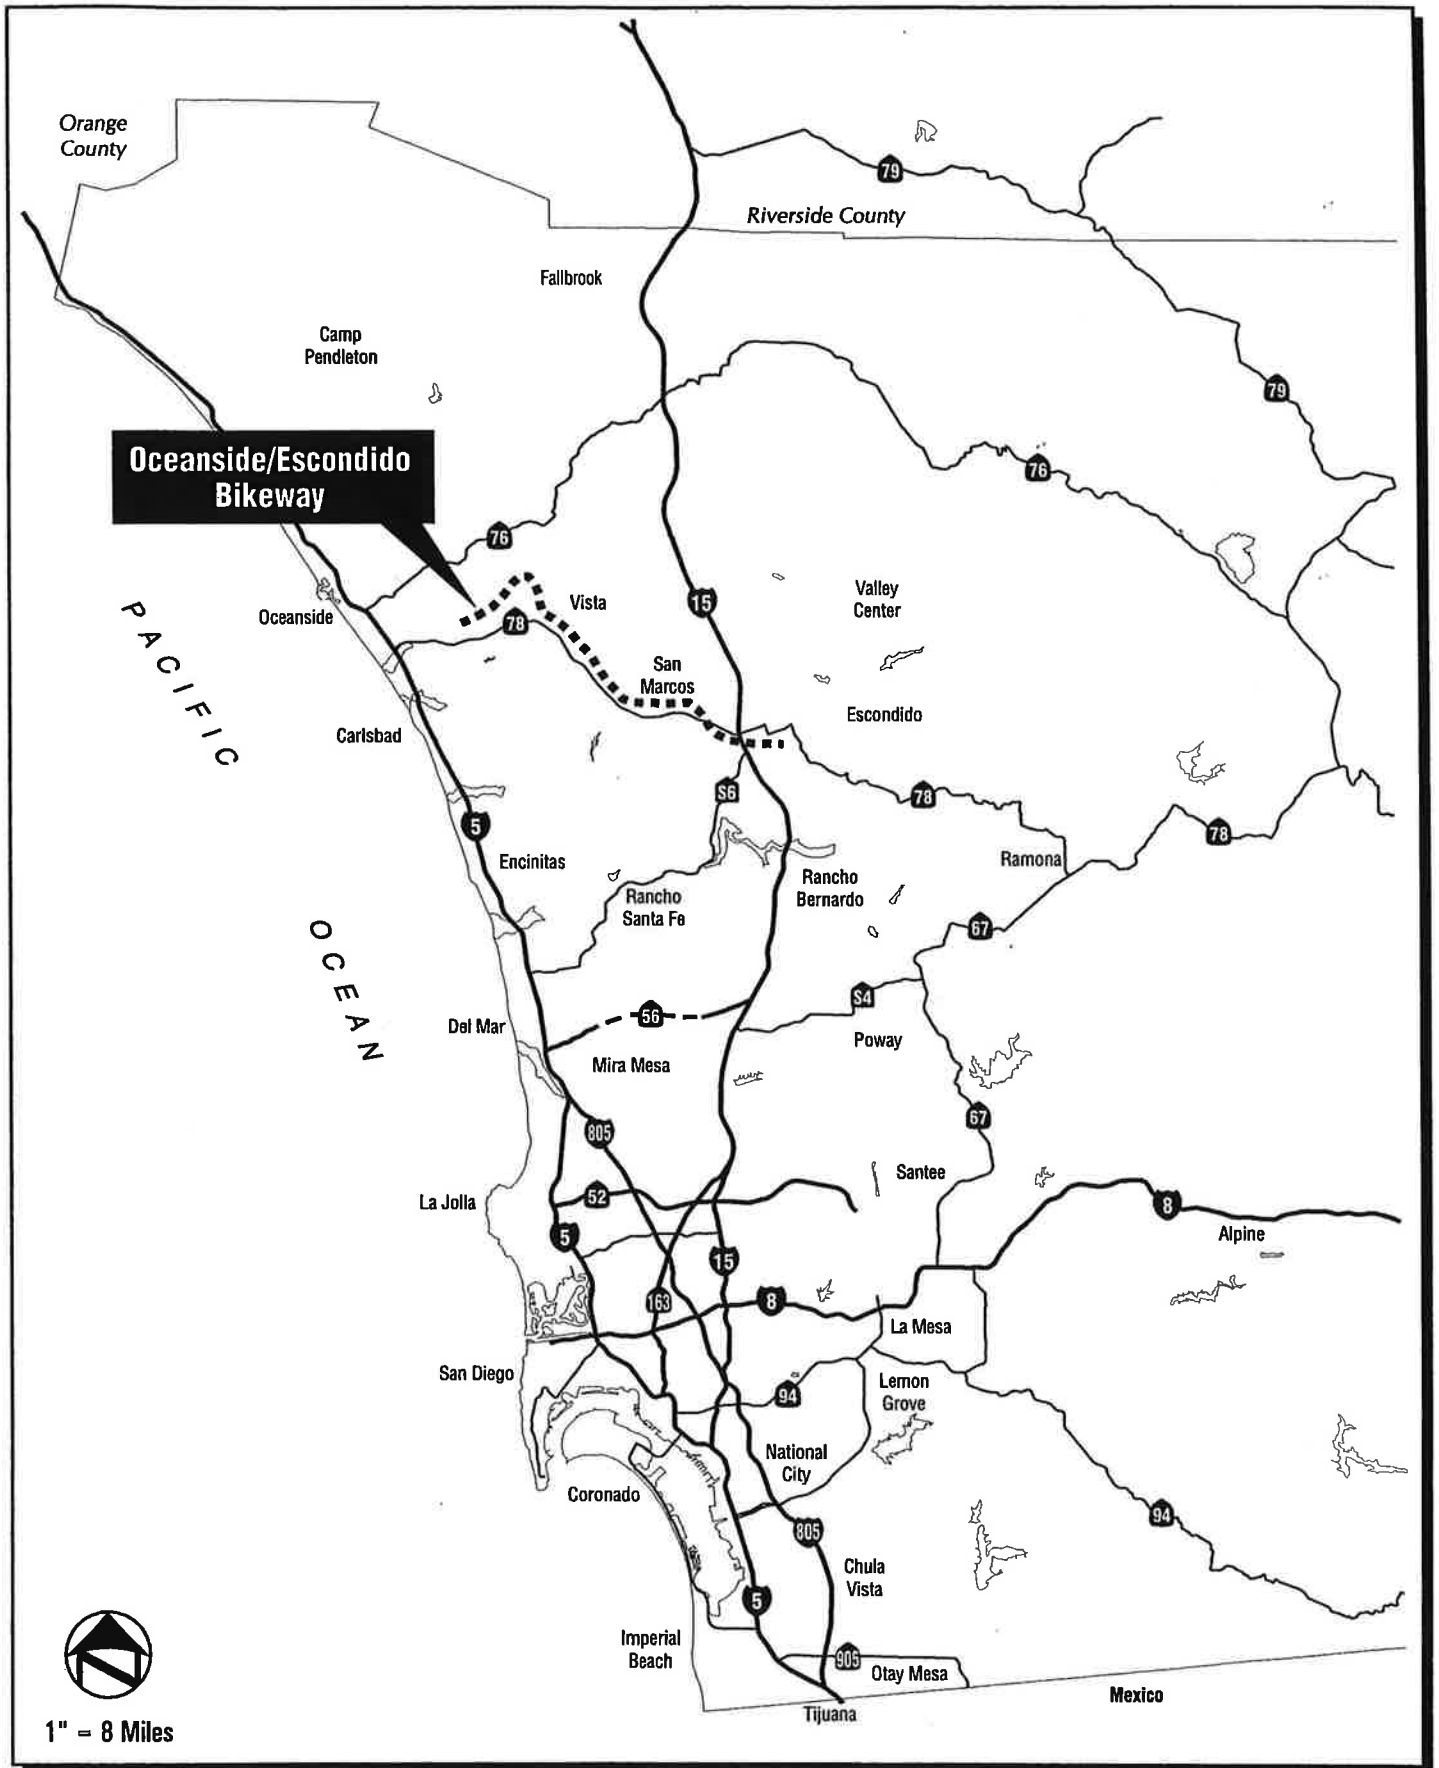 Orange
County
79
Riverside County
Fallbrook
Camp
Pendleton
79
Oceanside/Escondido
Bikeway
76
76
Valley
Center
15
Vista
Oceanside
78
PACIFIC
San
Marcos
Escondido
Carlsbad
S6
78
78
5
Encinitas
Ramona
Rancho
Bernardo
Rancho
Santa Fe
67
OCEAN
S4
56
Del Mar
Poway
Mira Mesa
67
805
Santee
52
La Jolla
8
5
Alpine
15
163
8
La Mesa
San Diego
Lemon
Grove
94
National
City
Coronado
94
805
Chula
Vista
5
Imperial
Beach
905
Otay Mesa
Mexico
Tijuana
1" = 8 Miles